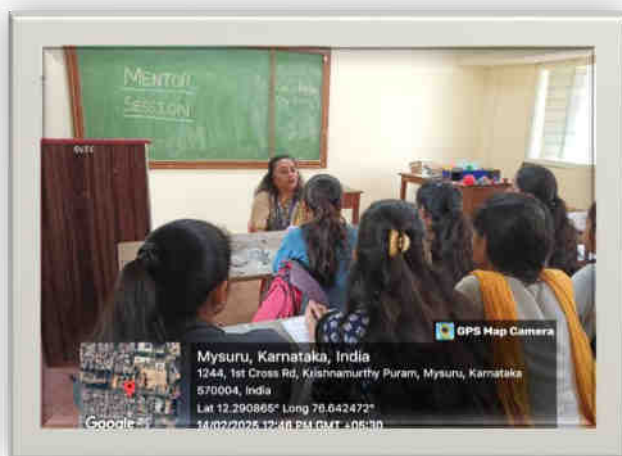 MENTOR
SESSION
GPS Map Camera
Mysuru, Karnataka, India
1244, 1st Cross Rd, Krishnamurthy Puram, Mysuru, Karnataka
570004, India
Lat 12.290865° Long 76.642472°
14/02/2025 12:46 PM GMT +05:30
Google